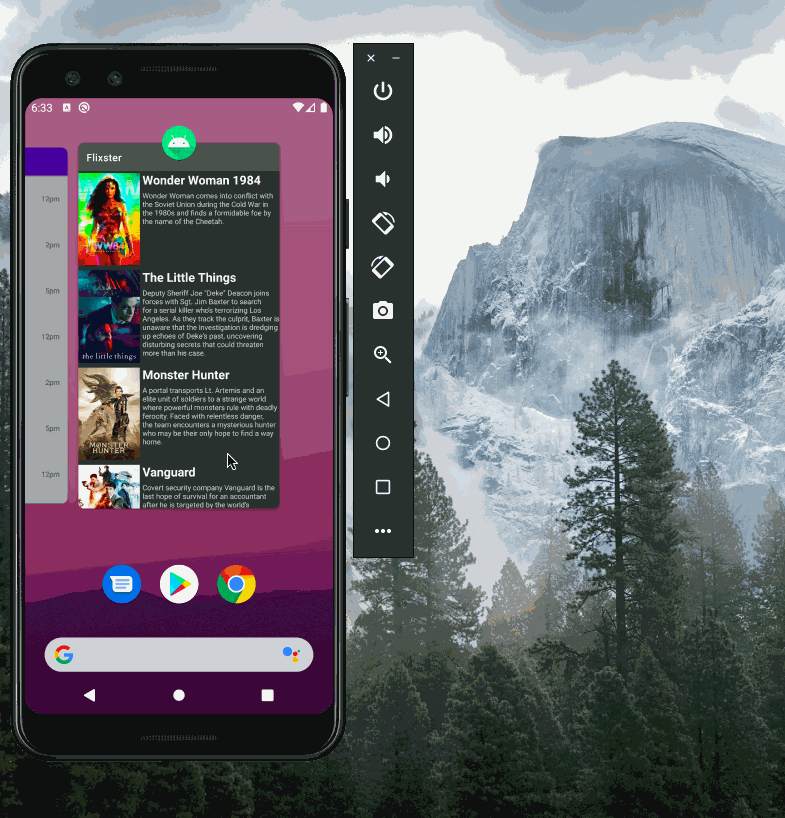 6:33
Flixster
12pm
2pm
5pm
12pm
2pm
5pm
12pm
Wonder Woman 1984
Wonder Woman comes into conflict with
the Soviet Union during the Cold War in
the 1980s and finds a formidable foe by
the name of the Cheetah.
WW84
The Little Things
Deputy Sheriff Joe "Deke" Deacon joins
forces with Sgt. Jim Baxter to search
for a serial killer who's terrorizing Los
Angeles. As they track the culprit, Baxter is
unaware that the investigation is dredging
up echoes of Deke's past, uncovering
disturbing secrets that could threaten
more than his case.
the little things
Monster Hunter
A portal transports Lt. Artemis and an
elite unit of soldiers to a strange world
where powerful monsters rule with deadly
ferocity. Faced with relentless danger,
the team encounters a mysterious hunter
who may be their only hope to find a way
home.
MONSTER
HUNTER
Vanguard
Covert security company Vanguard is the
last hope of survival for an accountant
after he is targeted by the world's